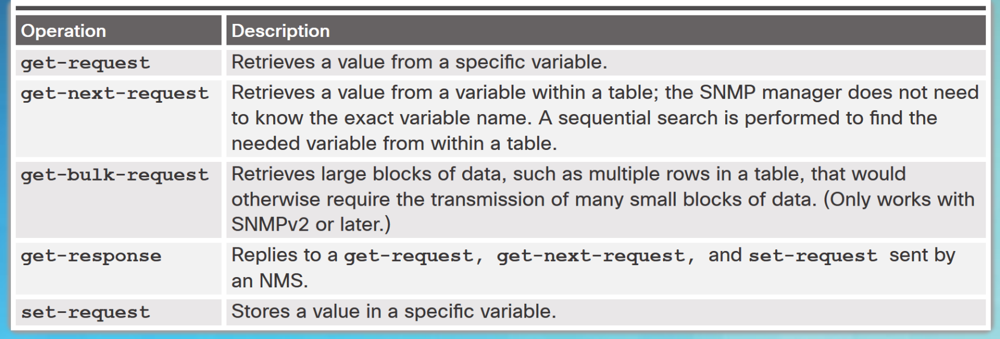 Operation
Description
get-request
Retrieves a value from a specific variable.
get-next-request
Retrieves a value from a variable within a table; the SNMP manager does not need
to know the exact variable name. A sequential search is performed to find the
needed variable from within a table.
get-bulk-request
Retrieves large blocks of data, such as multiple rows in a table, that would
otherwise require the transmission of many small blocks of data. (Only works with
SNMPv2 or later.)
get-response
Replies to a get-request, get-next-request, and set-request sent by
an NMS.
set-request
Stores a value in a specific variable.